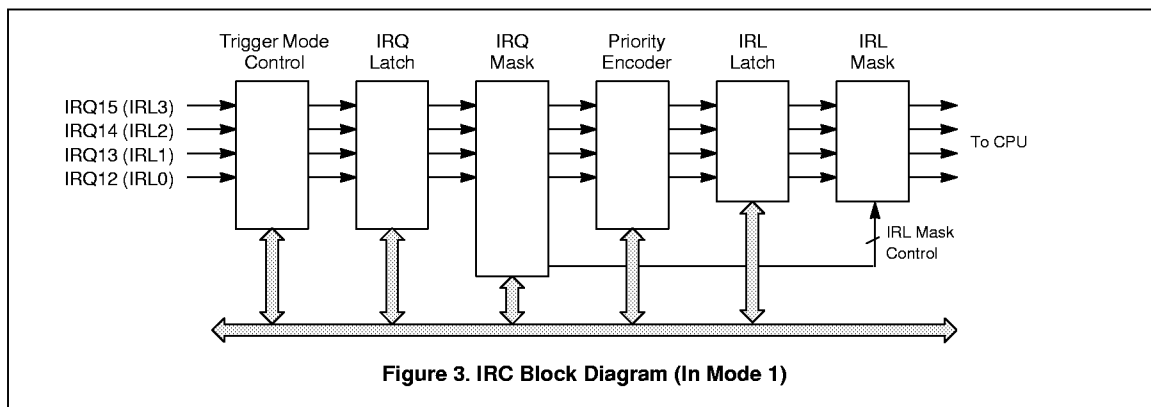 Trigger Mode
Control
IRQ
Latch
IRQ
Mask
Priority
Encoder
IRL
Latch
IRL
Mask
IRQ15 (IRL3)
IRQ14 (IRL2)
IRQ13 (IRL1)
IRQ12 (IRL0)
To CPU
IRL Mask
Control
Figure 3. IRC Block Diagram (In Mode 1)